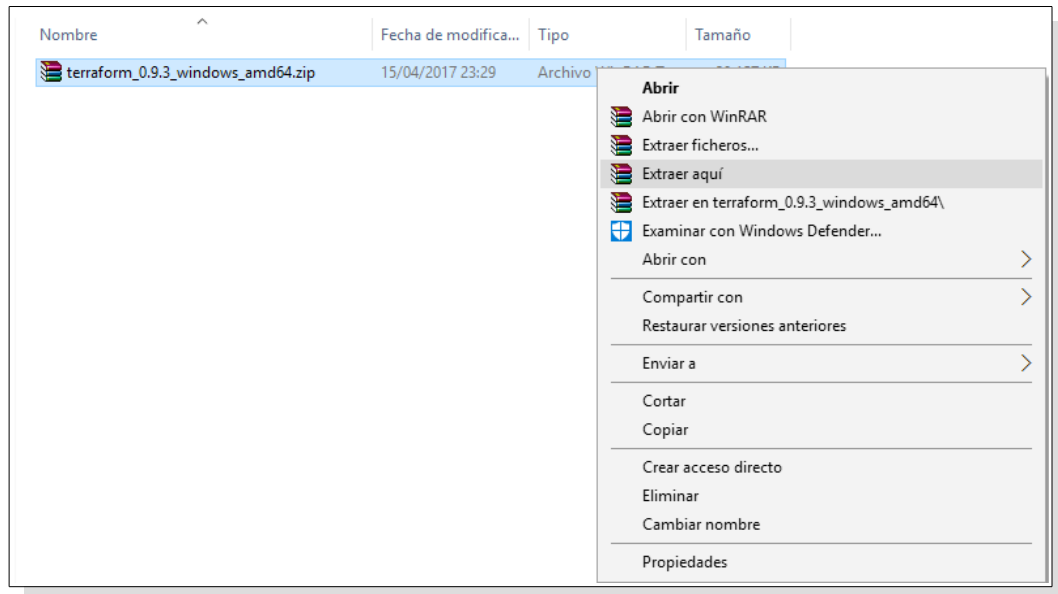 Nombre Fecha de modifica... Tipo Tamaño
terraform_0.9.3_windows_amd64.zip 15/04/2017 23:29 Archivo
Abrir
Abrir con WinRAR
Extraer ficheros...
Extraer aquí
Extraer en terraform_0.9.3_windows_amd64\
Examinar con Windows Defender...
Abrir con
Compartir con
Restaurar versiones anteriores
Enviar a
Cortar
Copiar
Crear acceso directo
Eliminar
Cambiar nombre
Propiedades